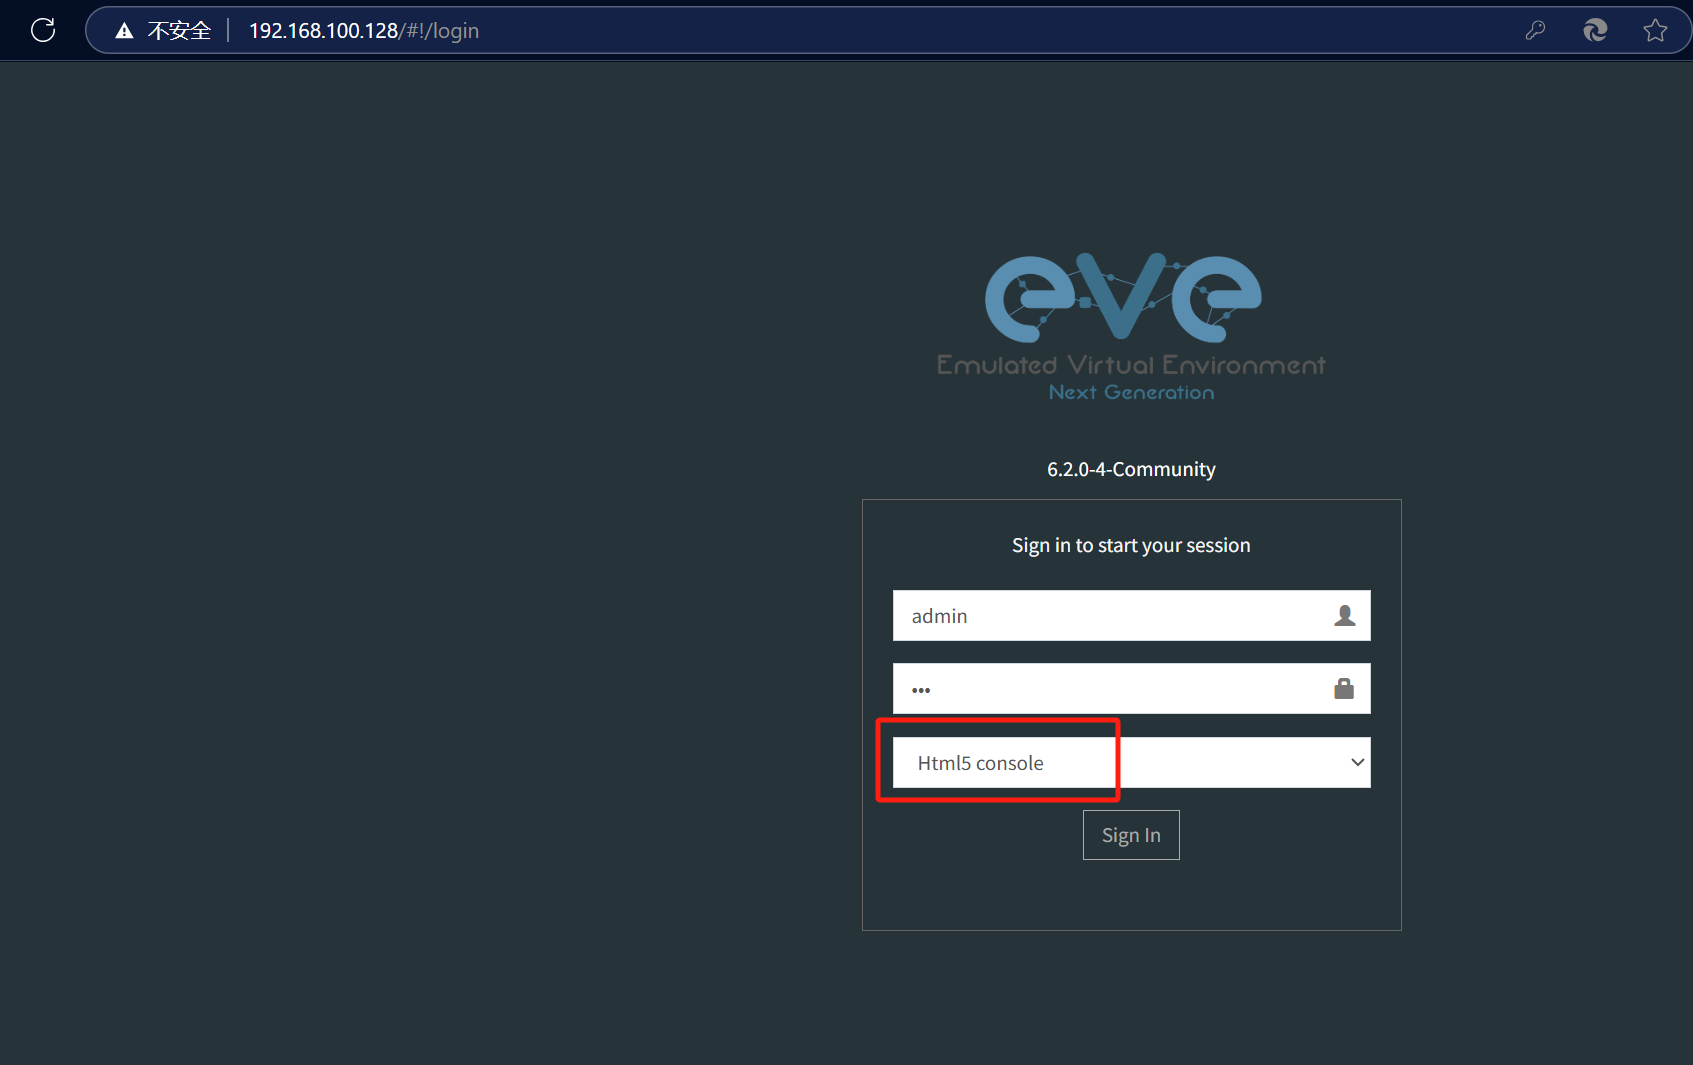 不安全 192.168.100.128/#!/login
eve
Emulated Virtual Environment
Next Generation
6.2.0-4-Community
Sign in to start your session
admin
•••
Html5 console
Sign In